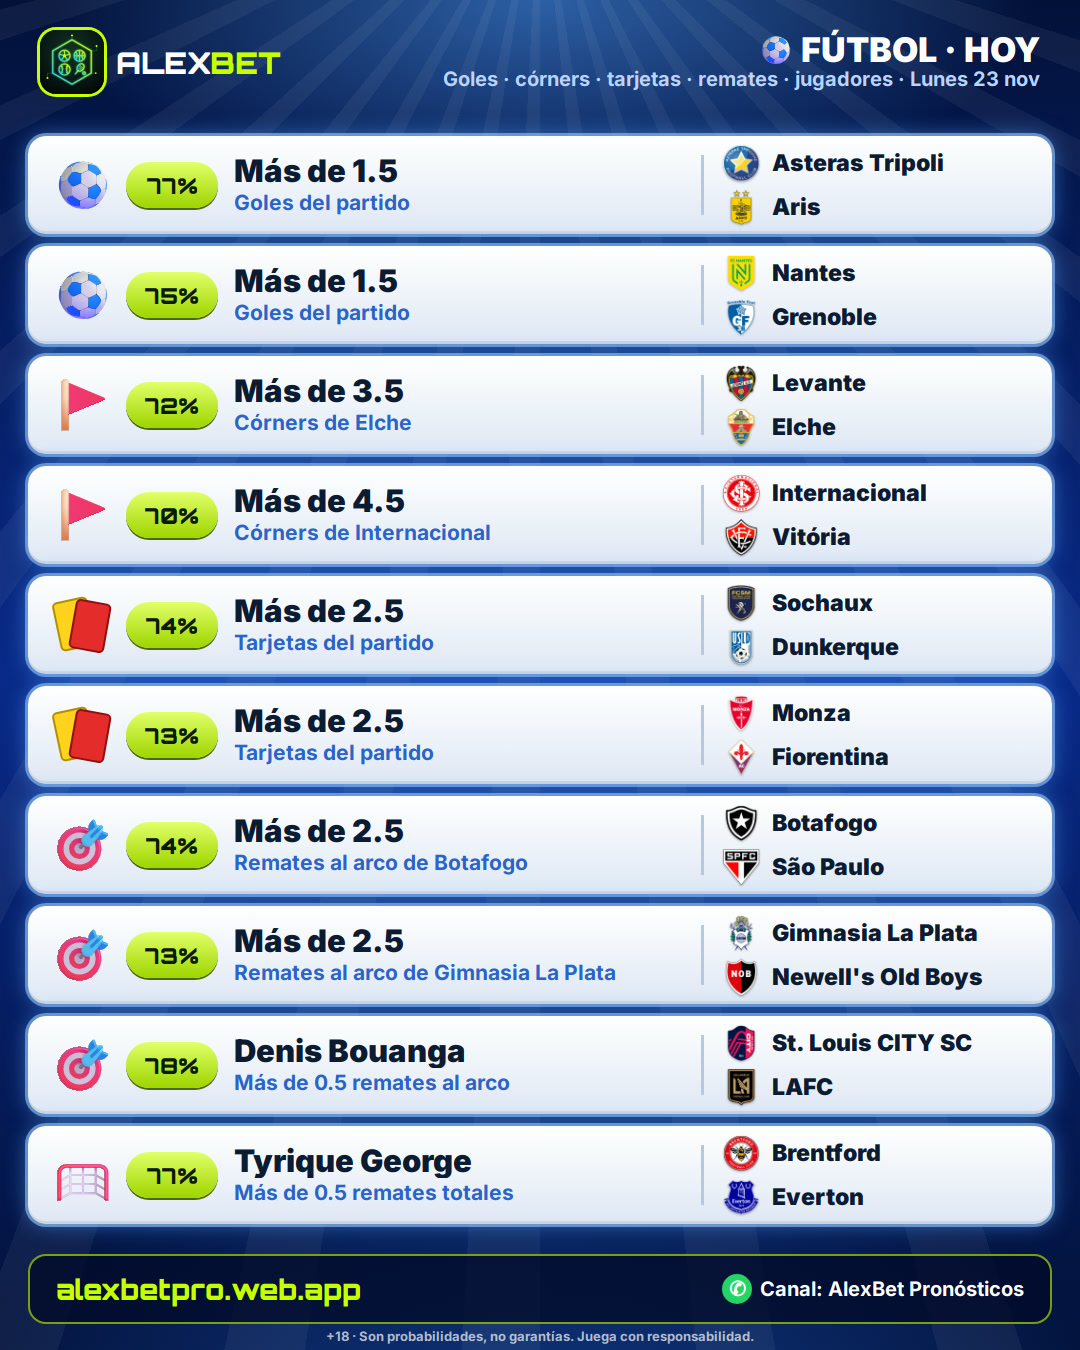 ALEXBET
FÚTBOL · HOY
Goles · córners · tarjetas · remates · jugadores · Lunes 23 nov
77%
Más de 1.5
Goles del partido
Asteras Tripoli
Aris
75%
Más de 1.5
Goles del partido
Nantes
Grenoble
72%
Más de 3.5
Córners de Elche
Levante
Elche
70%
Más de 4.5
Córners de Internacional
Internacional
Vitória
74%
Más de 2.5
Tarjetas del partido
Sochaux
Dunkerque
73%
Más de 2.5
Tarjetas del partido
Monza
Fiorentina
74%
Más de 2.5
Remates al arco de Botafogo
Botafogo
SPFC
São Paulo
73%
Más de 2.5
Remates al arco de Gimnasia La Plata
Gimnasia La Plata
NOB
Newell's Old Boys
78%
Denis Bouanga
Más de 0.5 remates al arco
St. Louis CITY SC
LAFC
77%
Tyrique George
Más de 0.5 remates totales
Brentford
Everton
alexbetpro.web.app
Canal: AlexBet Pronósticos
+18 · Son probabilidades, no garantías. Juega con responsabilidad.